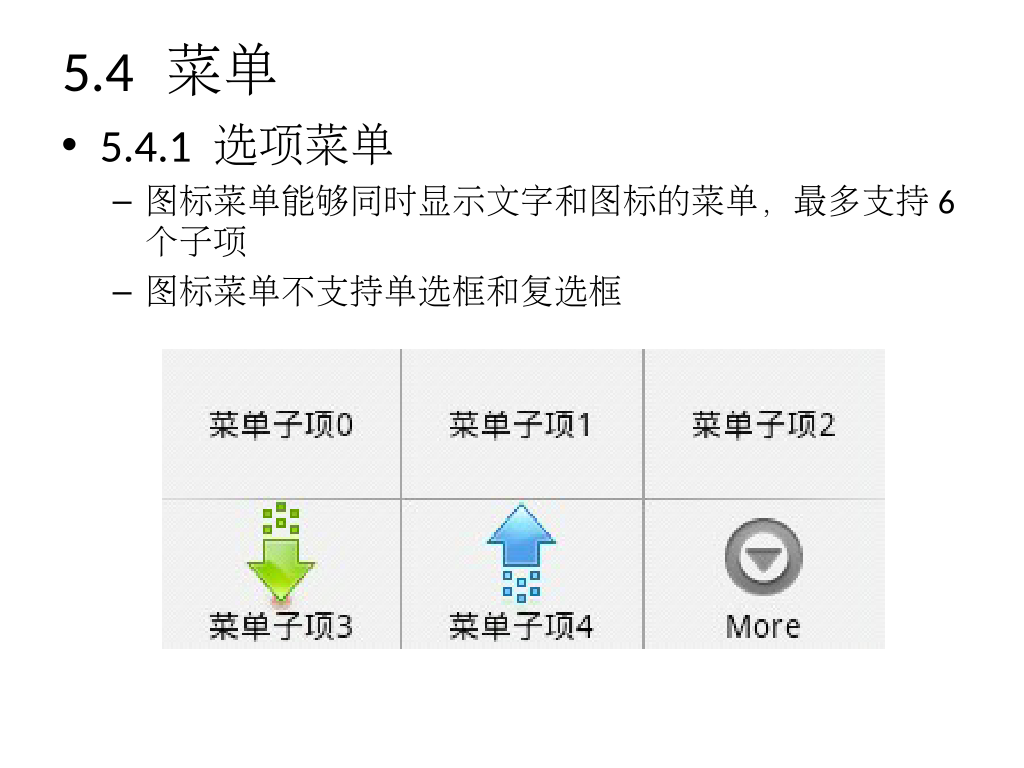 5.4 菜单
• 5.4.1 选项菜单
– 图标菜单能够同时显示文字和图标的菜单，最多支持6
个子项
– 图标菜单不支持单选框和复选框
菜单子项0 菜单子项1 菜单子项2
菜单子项3 菜单子项4 More